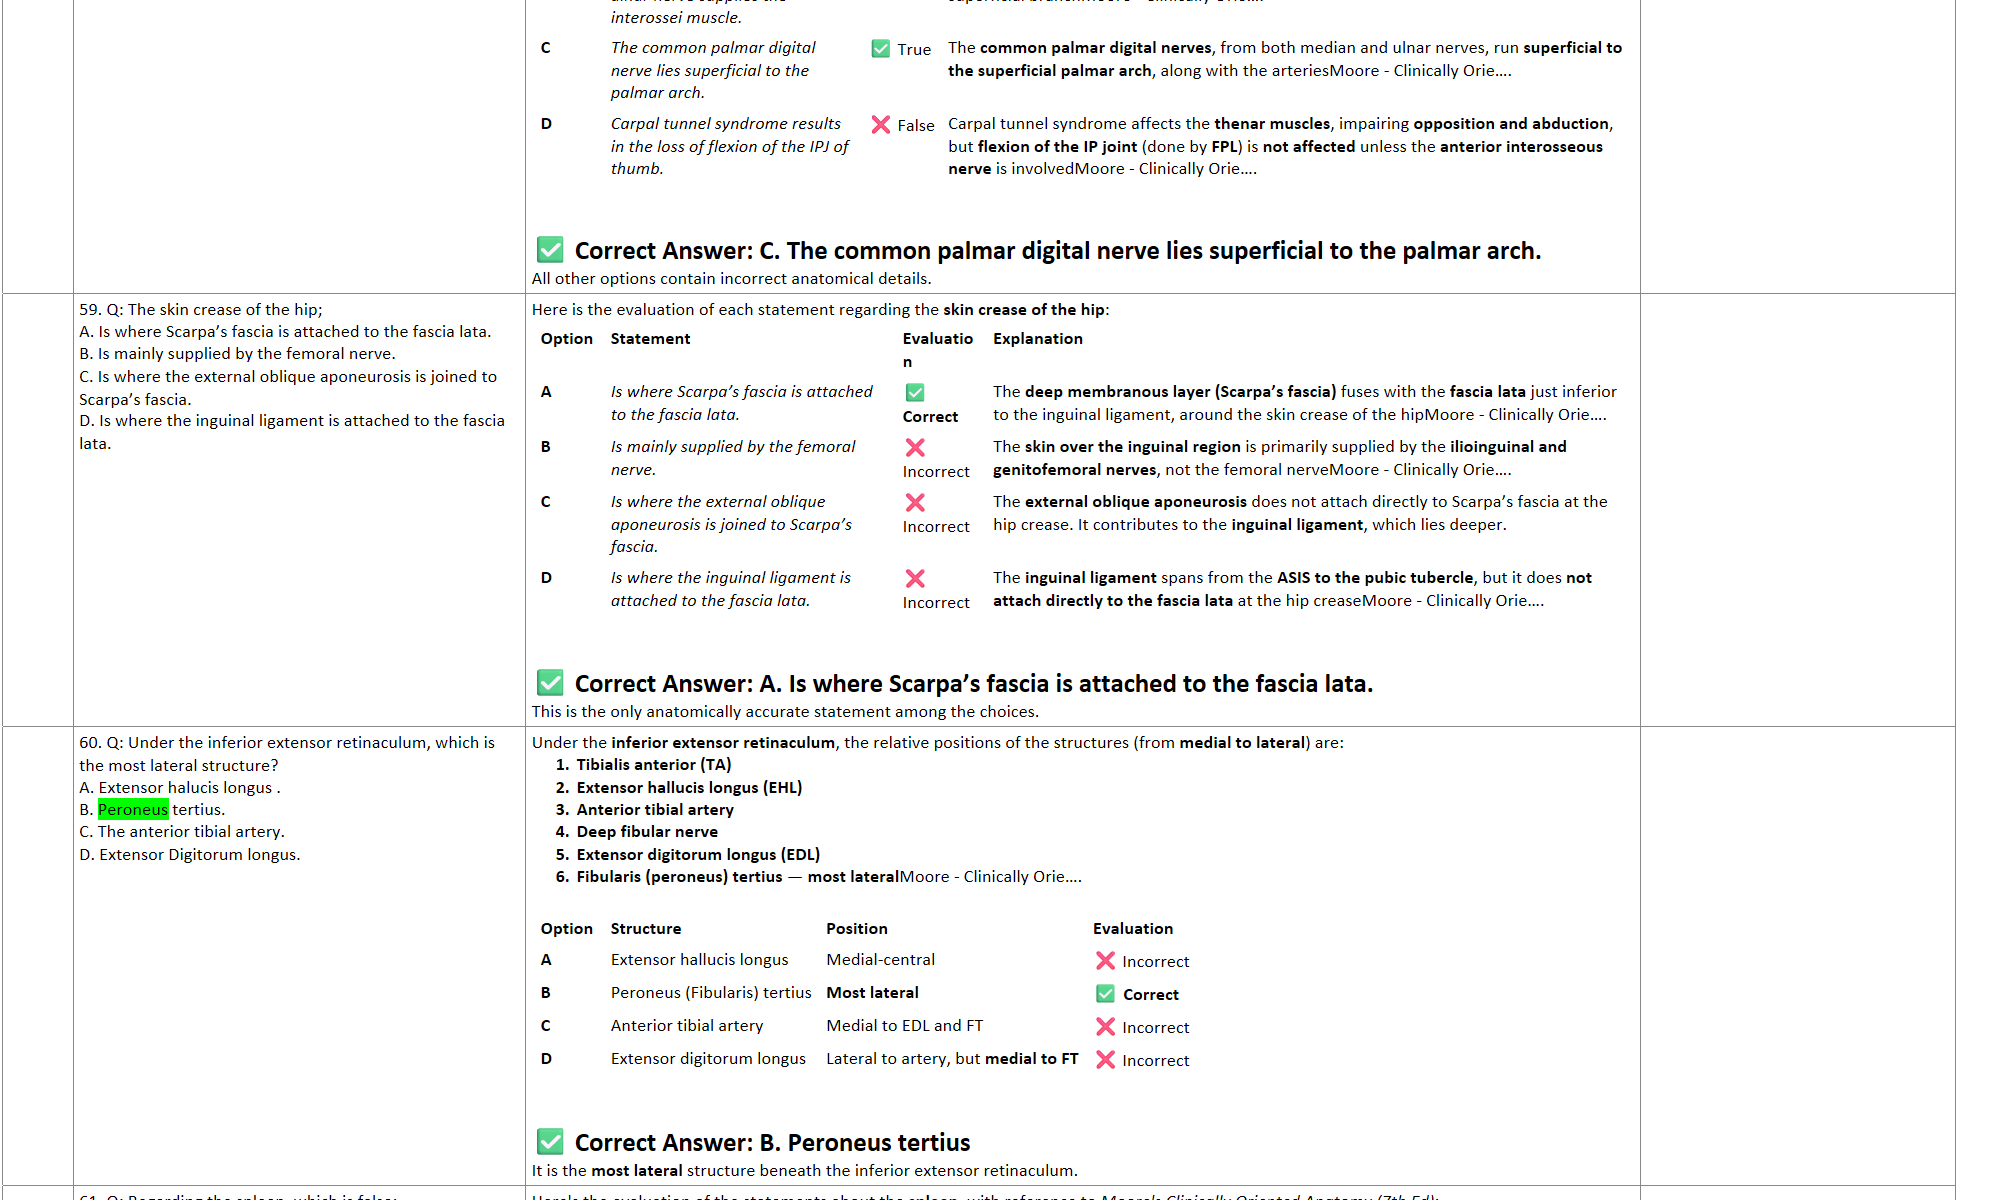 interossei muscle.
C The common palmar digital nerve lies superficial to the palmar arch. ✅ True The common palmar digital nerves, from both median and ulnar nerves, run superficial to the superficial palmar arch, along with the arteriesMoore - Clinically Orie….
D Carpal tunnel syndrome results in the loss of flexion of the IPJ of thumb. ❌ False Carpal tunnel syndrome affects the thenar muscles, impairing opposition and abduction, but flexion of the IP joint (done by FPL) is not affected unless the anterior interosseous nerve is involvedMoore - Clinically Orie….
✅ Correct Answer: C. The common palmar digital nerve lies superficial to the palmar arch.
All other options contain incorrect anatomical details.
59. Q: The skin crease of the hip;
A. Is where Scarpa’s fascia is attached to the fascia lata.
B. Is mainly supplied by the femoral nerve.
C. Is where the external oblique aponeurosis is joined to
Scarpa’s fascia.
D. Is where the inguinal ligament is attached to the fascia
lata.
Here is the evaluation of each statement regarding the skin crease of the hip:
Option Statement Evaluation Explanation
A Is where Scarpa’s fascia is attached to the fascia lata. ✅ Correct The deep membranous layer (Scarpa’s fascia) fuses with the fascia lata just inferior to the inguinal ligament, around the skin crease of the hipMoore - Clinically Orie….
B Is mainly supplied by the femoral nerve. ❌ Incorrect The skin over the inguinal region is primarily supplied by the ilioinguinal and genitofemoral nerves, not the femoral nerveMoore - Clinically Orie….
C Is where the external oblique aponeurosis is joined to Scarpa’s fascia. ❌ Incorrect The external oblique aponeurosis does not attach directly to Scarpa’s fascia at the hip crease. It contributes to the inguinal ligament, which lies deeper.
D Is where the inguinal ligament is attached to the fascia lata. ❌ Incorrect The inguinal ligament spans from the ASIS to the pubic tubercle, but it does not attach directly to the fascia lata at the hip creaseMoore - Clinically Orie….
✅ Correct Answer: A. Is where Scarpa’s fascia is attached to the fascia lata.
This is the only anatomically accurate statement among the choices.
60. Q: Under the inferior extensor retinaculum, which is
the most lateral structure?
A. Extensor halucis longus .
B. Peroneus tertius.
C. The anterior tibial artery.
D. Extensor Digitorum longus.
Under the inferior extensor retinaculum, the relative positions of the structures (from medial to lateral) are:
1. Tibialis anterior (TA)
2. Extensor hallucis longus (EHL)
3. Anterior tibial artery
4. Deep fibular nerve
5. Extensor digitorum longus (EDL)
6. Fibularis (peroneus) tertius — most lateralMoore - Clinically Orie….
Option Structure Position Evaluation
A Extensor hallucis longus Medial-central ❌ Incorrect
B Peroneus (Fibularis) tertius Most lateral ✅ Correct
C Anterior tibial artery Medial to EDL and FT ❌ Incorrect
D Extensor digitorum longus Lateral to artery, but medial to FT ❌ Incorrect
✅ Correct Answer: B. Peroneus tertius
It is the most lateral structure beneath the inferior extensor retinaculum.